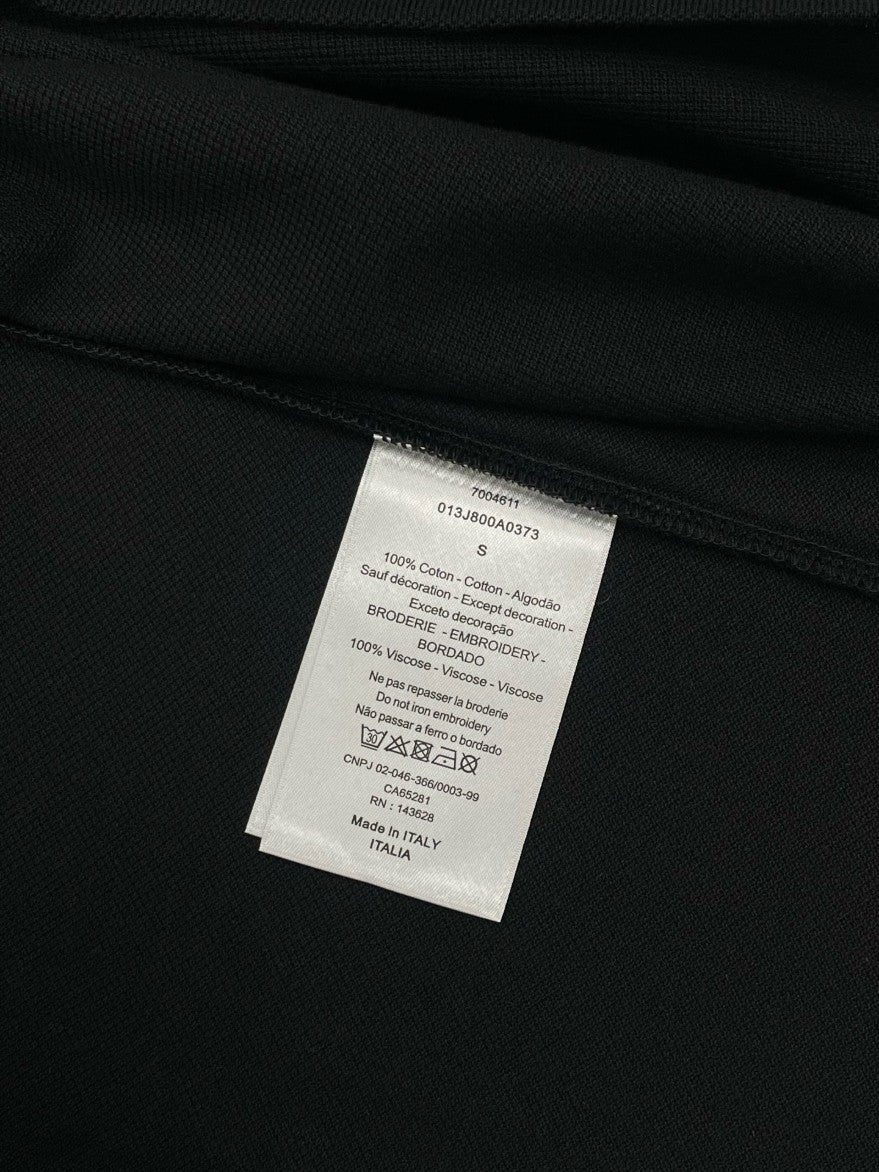 7004611
013J800A0373
S
100% Coton - Cotton - Algodão
Sauf décoration - Except decoration -
Exceto decoração
BRODERIE - EMBROIDERY -
BORDADO
100% Viscose - Viscose - Viscose
Ne pas repasser la broderie
Do not iron embroidery
Não passar a ferro o bordado
30
CNPJ 02-046-366/0003-99
CA65281
RN : 143628
Made In ITALY
ITALIA